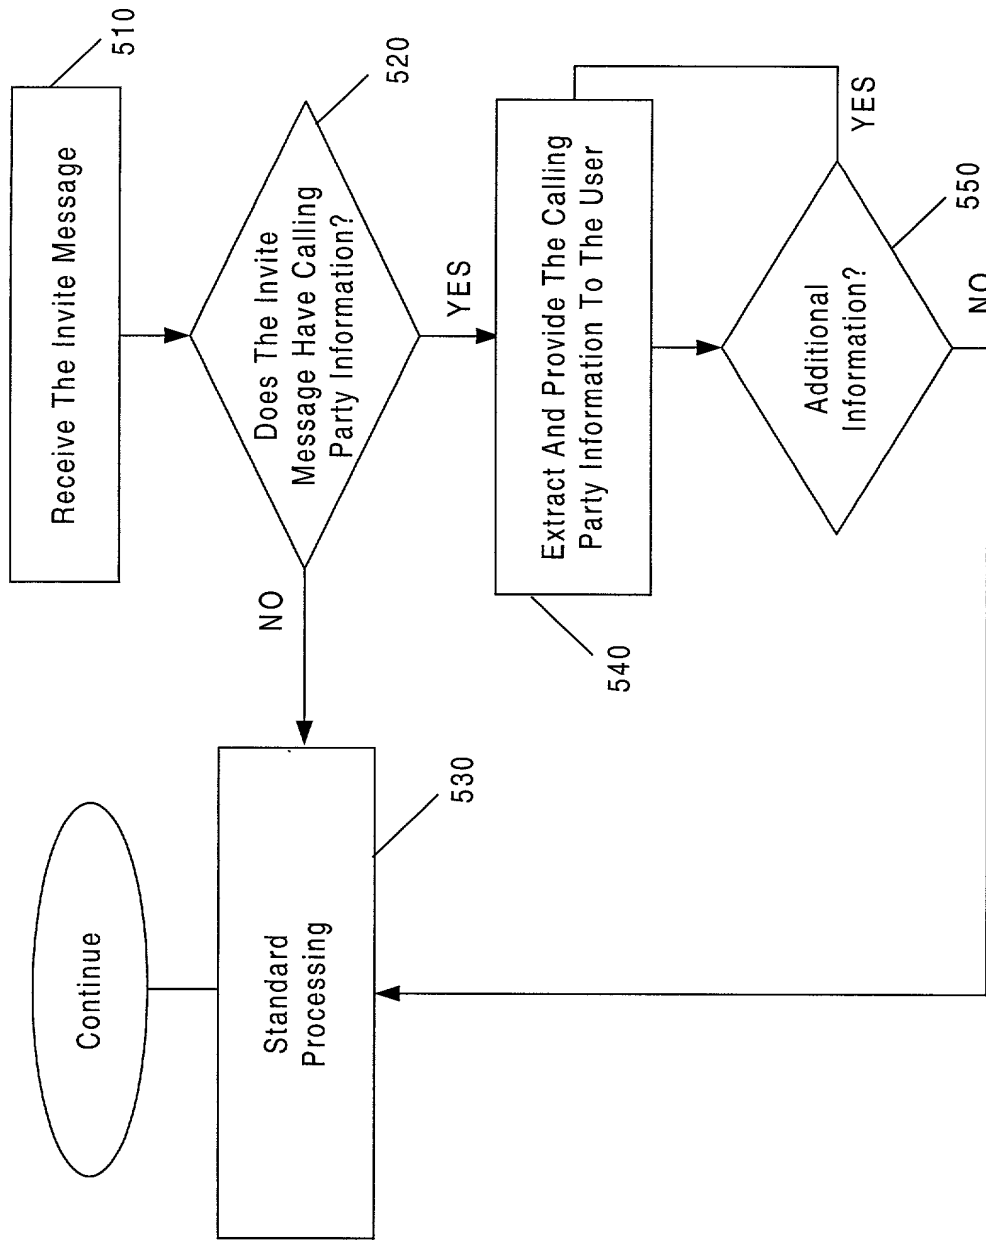 Receive The Invite Message
510
Does The Invite
Message Have Calling
Party Information?
520
NO
YES
Continue
Standard
Processing
530
Extract And Provide The Calling
Party Information To The User
540
Additional
Information?
550
YES
NO